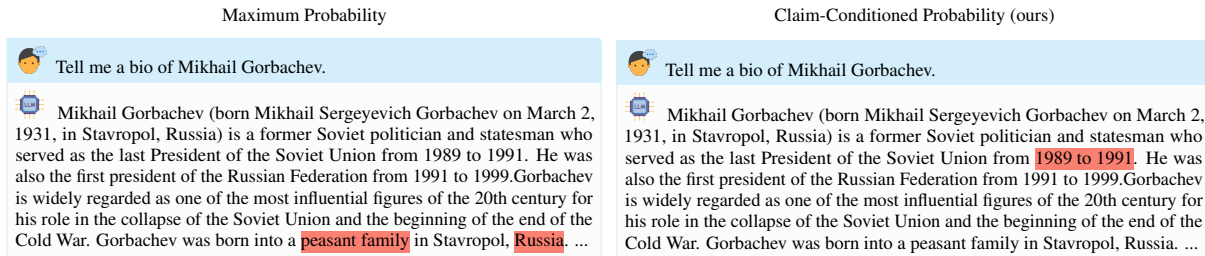 Maximum Probability
Tell me a bio of Mikhail Gorbachev.
LLM
Mikhail Gorbachev (born Mikhail Sergeyevich Gorbachev on March 2,
1931, in Stavropol, Russia) is a former Soviet politician and statesman who
served as the last President of the Soviet Union from 1989 to 1991. He was
also the first president of the Russian Federation from 1991 to 1999.Gorbachev
is widely regarded as one of the most influential figures of the 20th century for
his role in the collapse of the Soviet Union and the beginning of the end of the
Cold War. Gorbachev was born into a peasant family in Stavropol, Russia. ...
Claim-Conditioned Probability (ours)
Tell me a bio of Mikhail Gorbachev.
LLM
Mikhail Gorbachev (born Mikhail Sergeyevich Gorbachev on March 2,
1931, in Stavropol, Russia) is a former Soviet politician and statesman who
served as the last President of the Soviet Union from 1989 to 1991. He was
also the first president of the Russian Federation from 1991 to 1999.Gorbachev
is widely regarded as one of the most influential figures of the 20th century for
his role in the collapse of the Soviet Union and the beginning of the end of the
Cold War. Gorbachev was born into a peasant family in Stavropol, Russia. ...